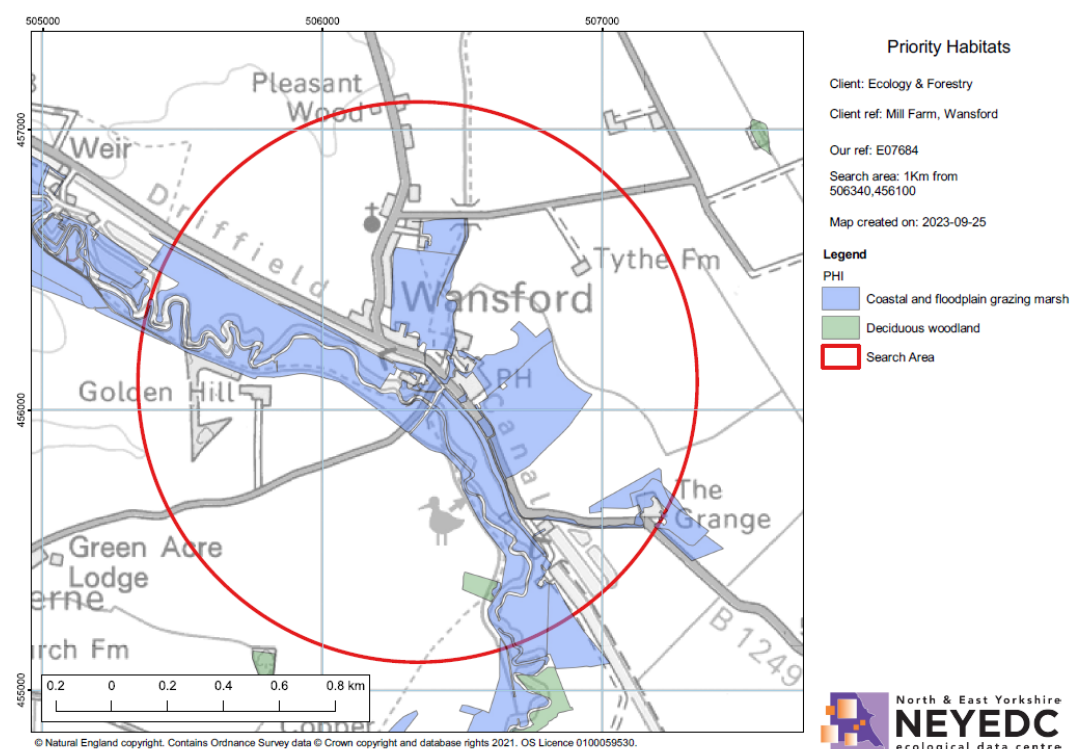 505000
506000
507000
457000
456000
455000
Pleasant
Wood
Weir
Driffield
Canal
Wansford
Tythe Fm
PH
Golden Hill
The
Grange
Green Acre
Lodge
erne
rch Fm
B 1249
Copper
0.2 0 0.2 0.4 0.6 0.8 km
© Natural England copyright. Contains Ordnance Survey data © Crown copyright and database rights 2021. OS Licence 0100059530.
Priority Habitats
Client: Ecology & Forestry
Client ref: Mill Farm, Wansford
Our ref: E07684
Search area: 1Km from
506340,456100
Map created on: 2023-09-25
Legend
PHI
Coastal and floodplain grazing marsh
Deciduous woodland
Search Area
North & East Yorkshire
NEYEDC
ecological data centre